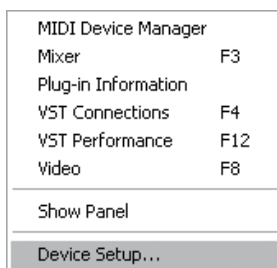 MIDI Device Manager
Mixer F3
Plug-in Information
VST Connections F4
VST Performance F12
Video F8
Show Panel
Device Setup...